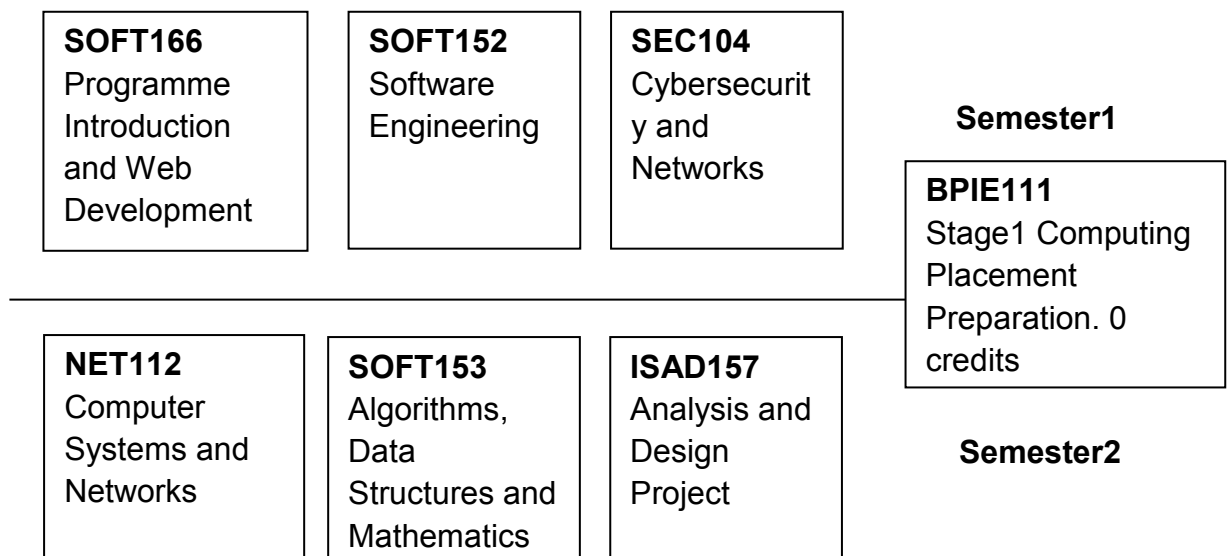 SOFT166
Programme
Introduction
and Web
Development
SOFT152
Software
Engineering
SEC104
Cybersecurit
y and
Networks
Semester1
BPIE111
Stage1 Computing
Placement
Preparation. 0
credits
NET112
Computer
Systems and
Networks
SOFT153
Algorithms,
Data
Structures and
Mathematics
ISAD157
Analysis and
Design
Project
Semester2